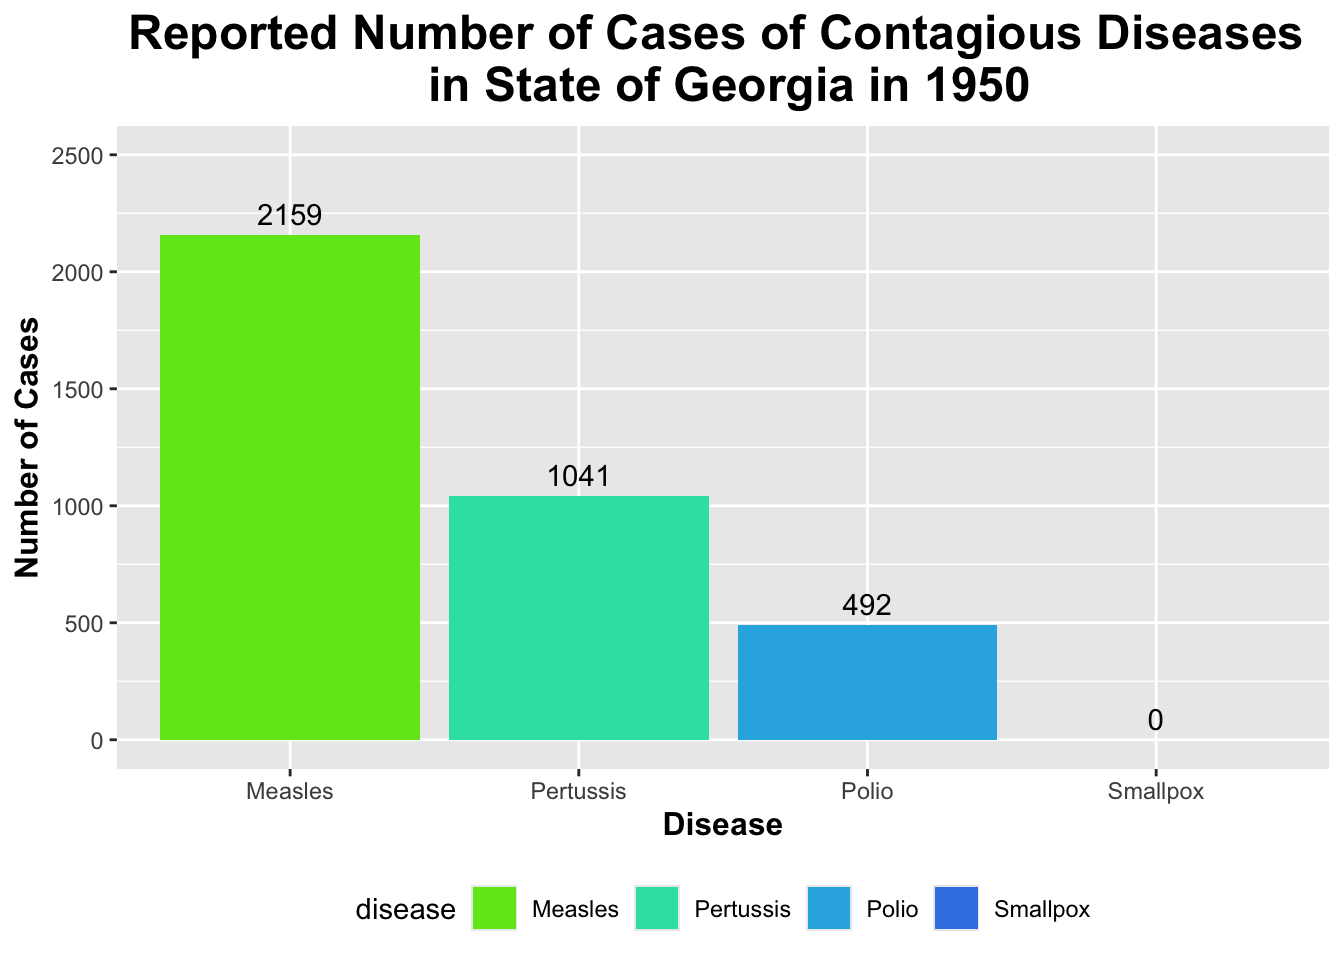 Reported Number of Cases of Contagious Diseases
in State of Georgia in 1950
Number of Cases
2500
2000
1500
1000
500
0
2159
1041
492
0
Measles Pertussis Polio Smallpox
Disease
disease Measles Pertussis Polio Smallpox